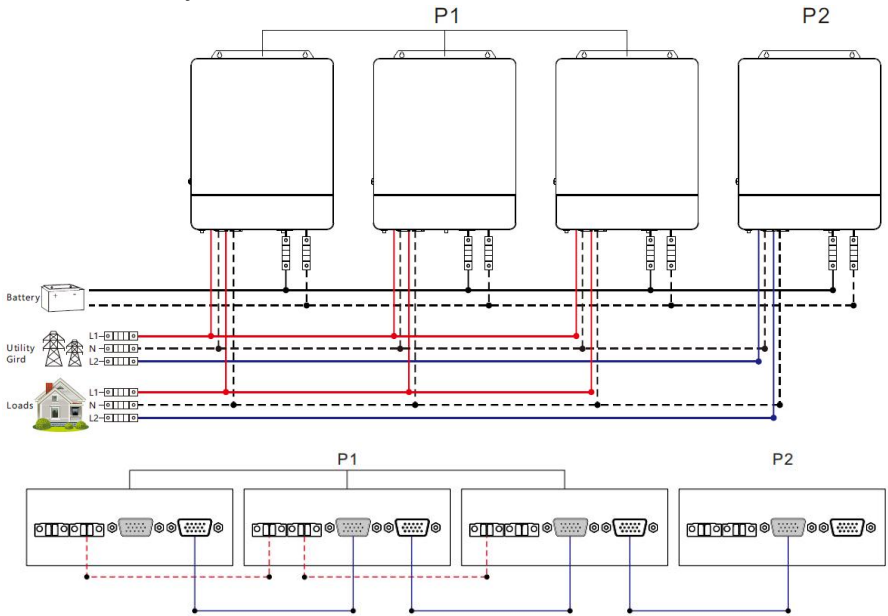 P1 P2
Battery
+ -
L1
Utility N
Gird L2
L1
Loads N
L2
P1 P2